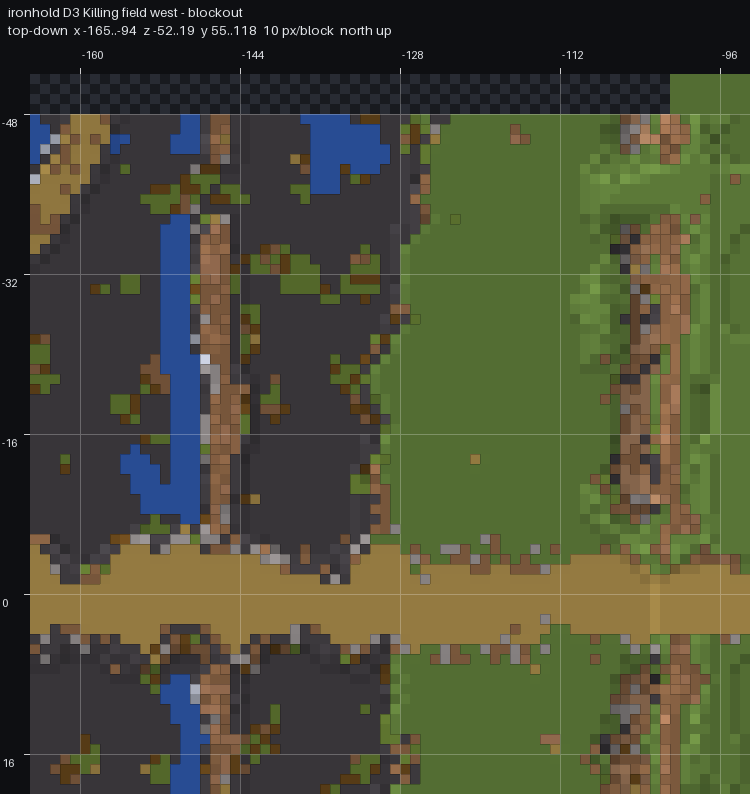 ironhold D3 Killing field west - blockout
top-down x -165..-94 z -52..19 y 55..118 10 px/block north up
-160 -144 -128 -112 -96
-48
-32
-16
0
16